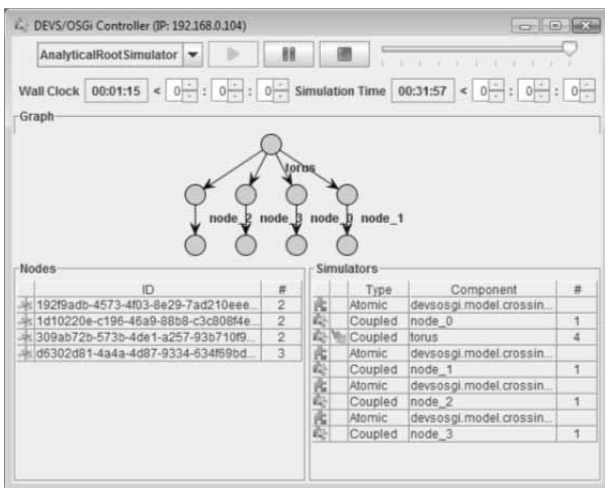 DEVS/OSGi Controller (IP: 192.168.0.104)
AnalyticalRootSimulator
Wall Clock 00:01:15 < 0 : 0 : 0 Simulation Time 00:31:57 < 0 : 0 : 0
Graph
torus
node_2 node_3 node_0 node_1
Nodes Simulators
ID # Type Component #
192f9adb-4573-4f03-8e29-7ad210eee... 2 Atomic devsosgi.model.crossin...
1d10220e-c196-46a9-88b8-c3c808f4e... 2 Coupled node_0 1
309ab72b-573b-4de1-a257-93b710f9... 2 Coupled torus 4
d6302d81-4a4a-4d87-9334-634f69bd... 3 Coupled node_1 1
Atomic devsosgi.model.crossin...
Coupled node_2 1
Atomic devsosgi.model.crossin...
Coupled node_3 1